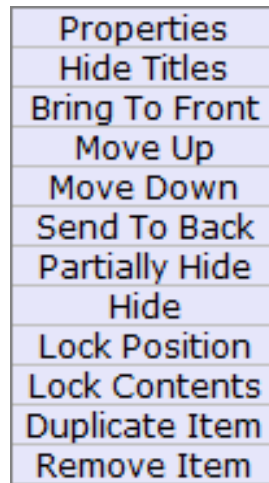 Properties
Hide Titles
Bring To Front
Move Up
Move Down
Send To Back
Partially Hide
Hide
Lock Position
Lock Contents
Duplicate Item
Remove Item